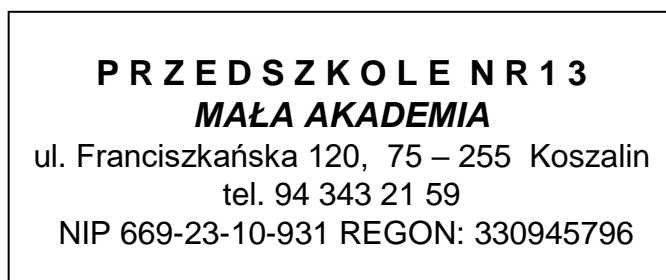 P R Z E D S Z K O L E N R 1 3
MAŁA AKADEMIA
ul. Franciszkańska 120, 75 – 255 Koszalin
tel. 94 343 21 59
NIP 669-23-10-931 REGON: 330945796